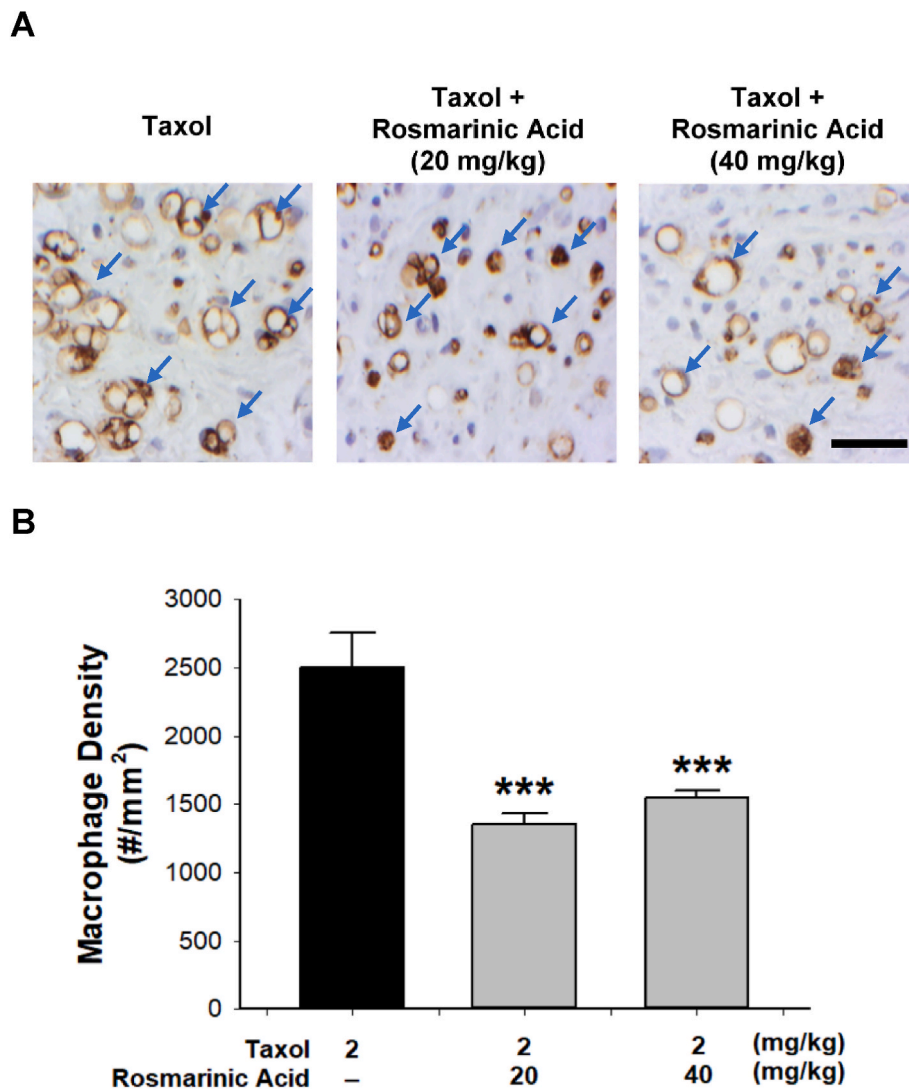 A
Taxol
Taxol +
Rosmarinic Acid
(20 mg/kg)
Taxol +
Rosmarinic Acid
(40 mg/kg)
B
Macrophage Density
(#/mm²)
3000
2500
2000
1500
1000
500
0
***
***
Taxol 2 2 2 (mg/kg)
Rosmarinic Acid – 20 40 (mg/kg)